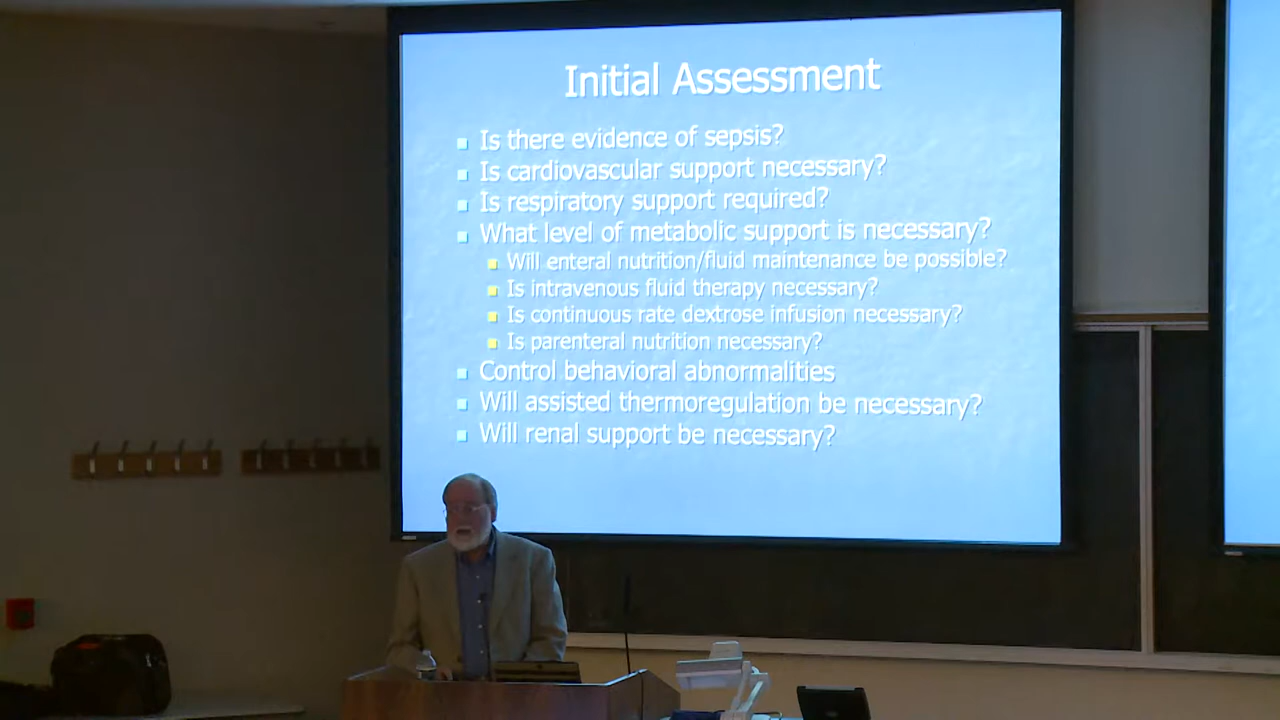 Initial Assessment
Is there evidence of sepsis?
Is cardiovascular support necessary?
Is respiratory support required?
What level of metabolic support is necessary?
Will enteral nutrition/fluid maintenance be possible?
Is intravenous fluid therapy necessary?
Is continuous rate dextrose infusion necessary?
Is parenteral nutrition necessary?
Control behavioral abnormalities
Will assisted thermoregulation be necessary?
Will renal support be necessary?